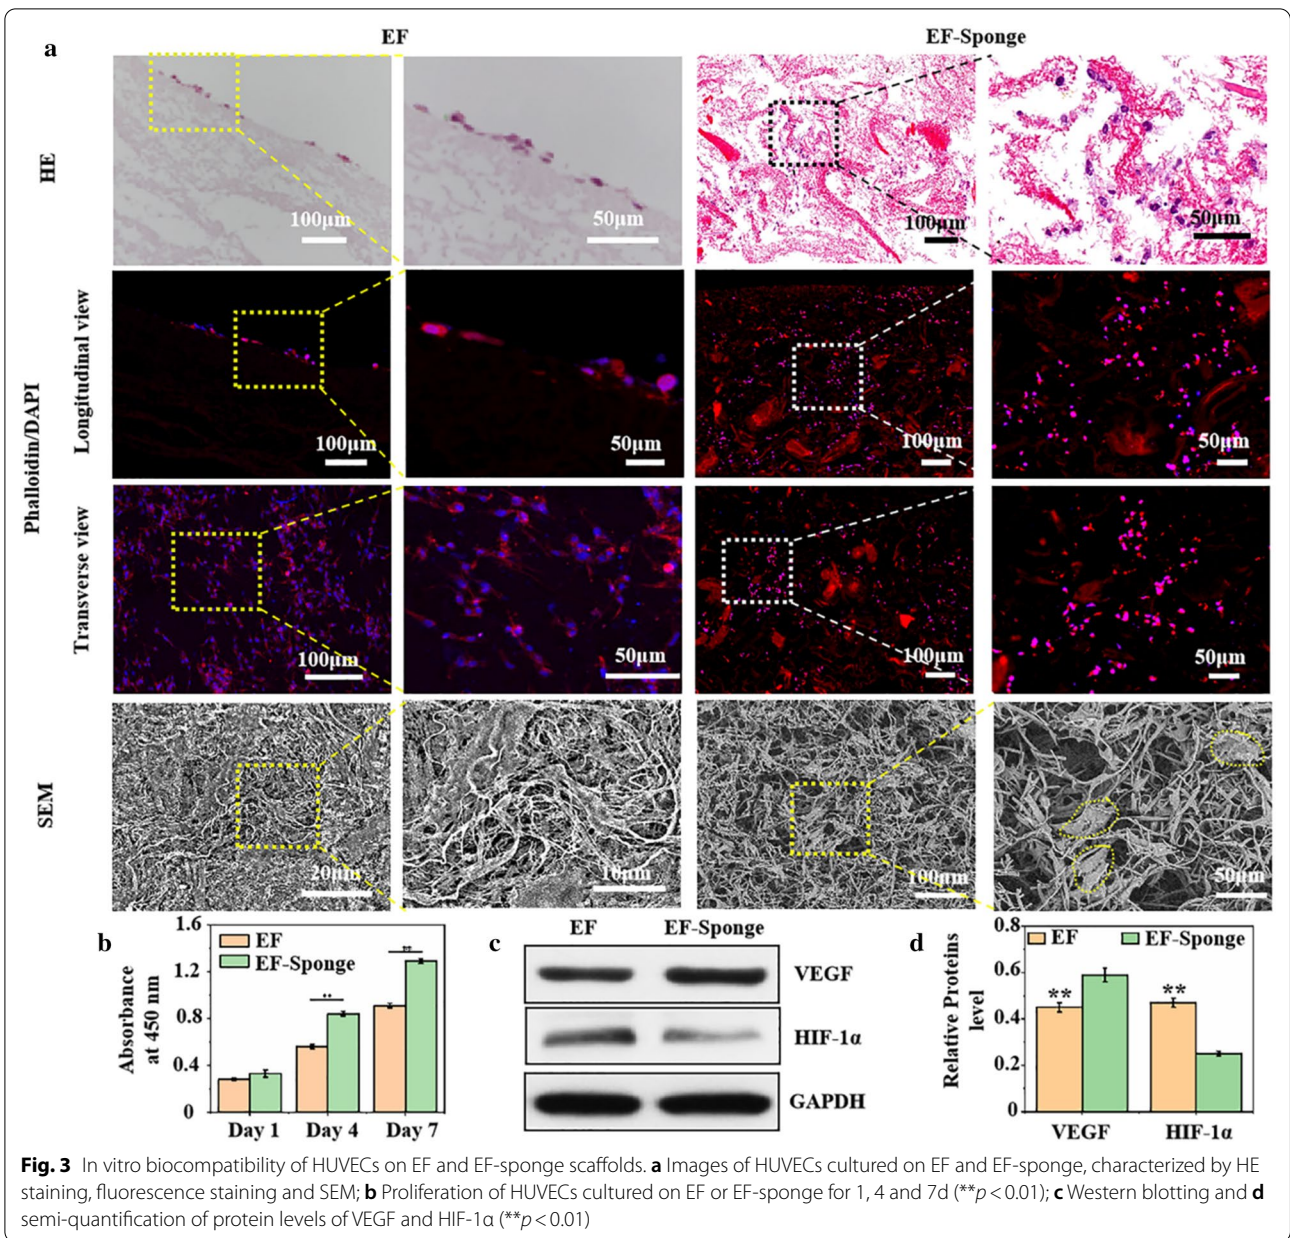 a
EF
EF-Sponge
HE
100μm
50μm
100μm
50μm
Phalloidin/DAPI
Longitudinal view
100μm
50μm
100μm
50μm
Transverse view
100μm
50μm
100μm
50μm
SEM
20μm
10μm
100μm
50μm
b
Absorbance
at 450 nm
1.6
1.2
0.8
0.4
0
EF
EF-Sponge
**
**
Day 1
Day 4
Day 7
c
EF
EF-Sponge
VEGF
HIF-1α
GAPDH
d
Relative Proteins
level
0.8
0.6
0.4
0.2
0
EF
EF-Sponge
**
**
VEGF
HIF-1α
Fig. 3 In vitro biocompatibility of HUVECs on EF and EF-sponge scaffolds. a Images of HUVECs cultured on EF and EF-sponge, characterized by HE
staining, fluorescence staining and SEM; b Proliferation of HUVECs cultured on EF or EF-sponge for 1, 4 and 7d (**p < 0.01); c Western blotting and d
semi-quantification of protein levels of VEGF and HIF-1α (**p < 0.01)